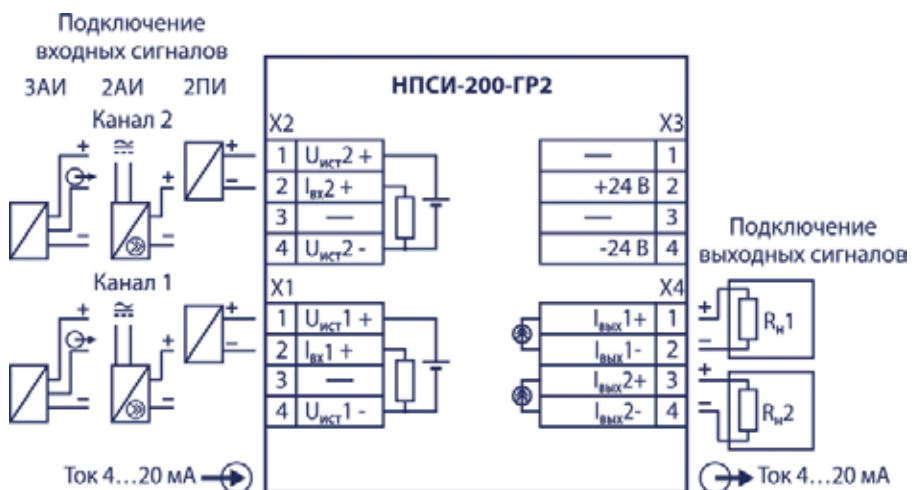 Подключение
входных сигналов
3АИ 2АИ 2ПИ
Канал 2
НПСИ-200-ГР2
X2
1 Uист2 +
2 Iвх2 +
3 —
4 Uист2 -
X3
— 1
+24 В 2
— 3
-24 В 4
Канал 1
X1
1 Uист1 +
2 Iвх1 +
3 —
4 Uист1 -
Подключение
выходных сигналов
X4
Iвых1+ 1
Iвых1- 2
Iвых2+ 3
Iвых2- 4
+
–
Rн1
+
–
Rн2
Ток 4...20 мА
Ток 4...20 мА